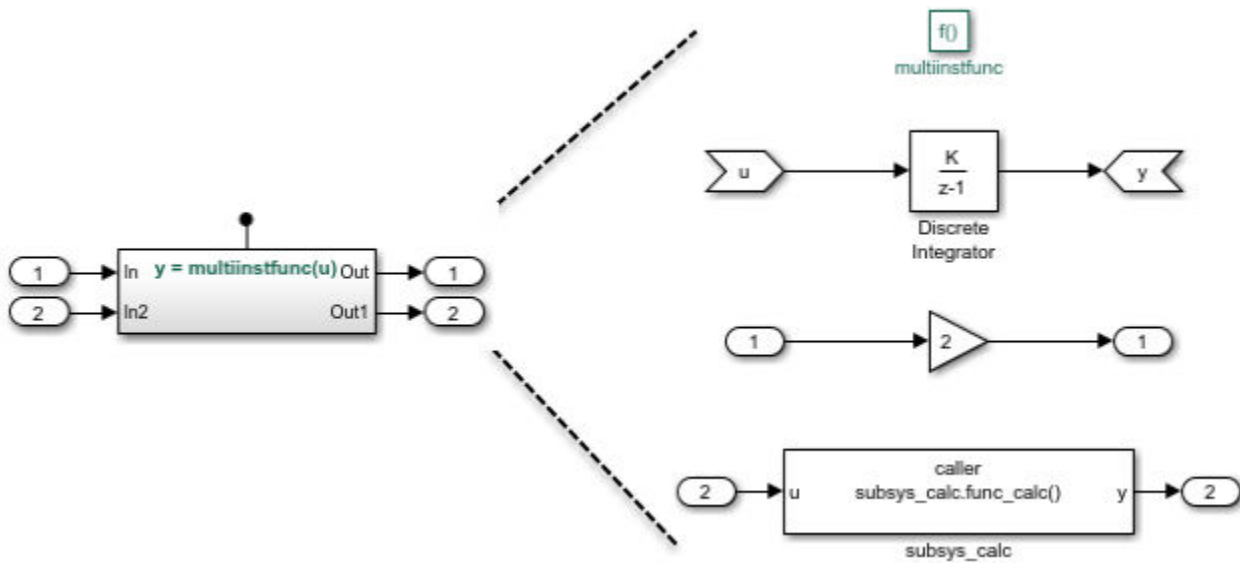 f()
multiinstfunc
u
K
z-1
y
Discrete
Integrator
1
In y = multiinstfunc(u) Out
1
2
In2 Out1
2
1
2
1
caller
2
u subsys_calc.func_calc() y
2
subsys_calc